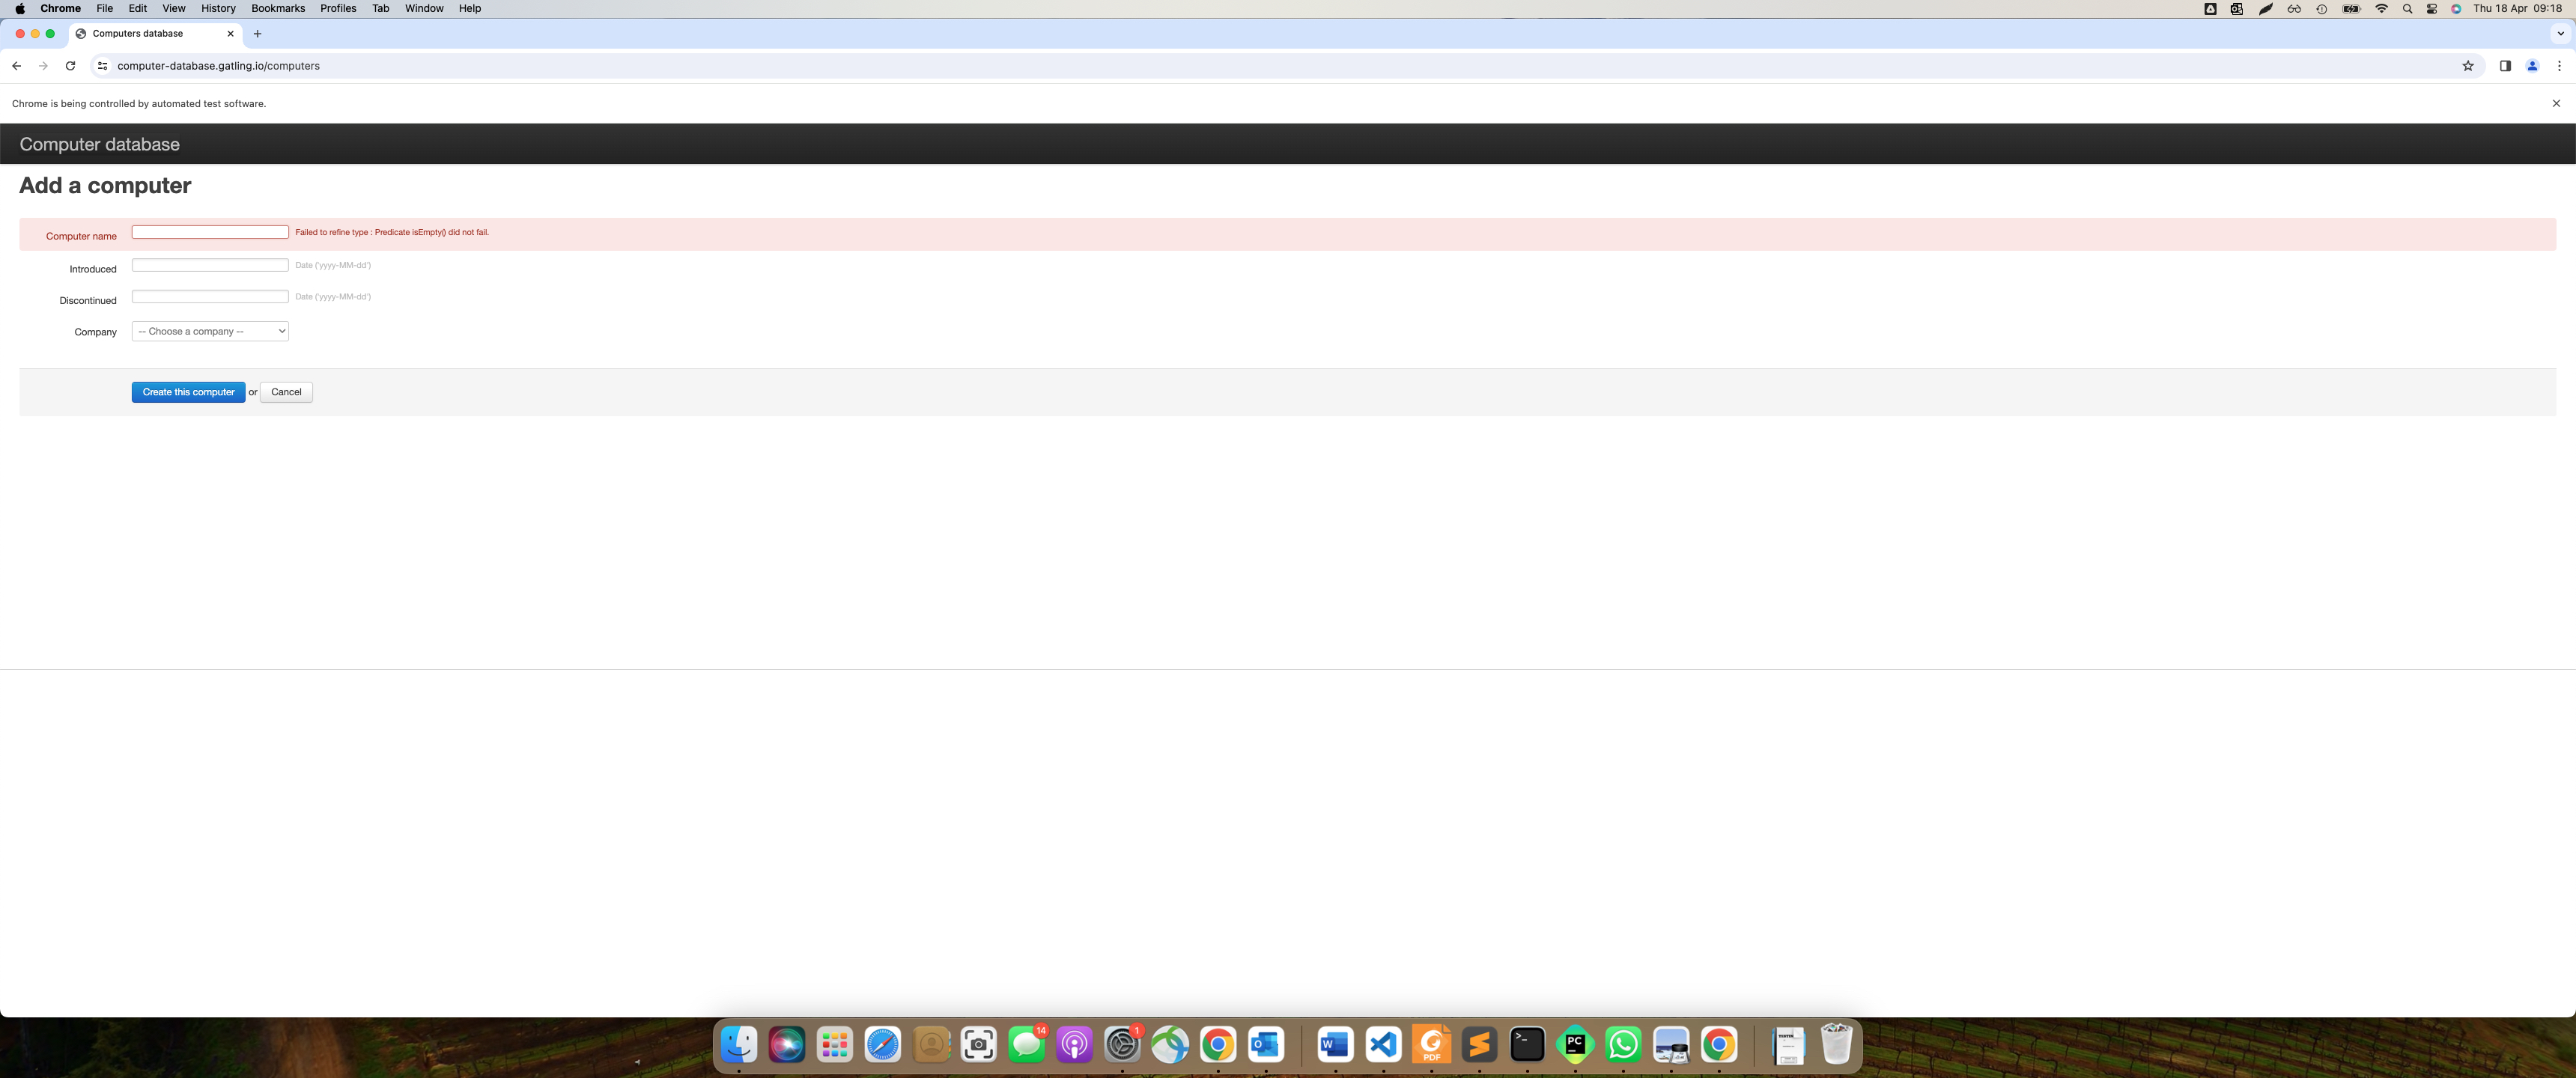 Chrome File Edit View History Bookmarks Profiles Tab Window Help Thu 18 Apr 09:18
Computers database
computer-database.gatling.io/computers
Chrome is being controlled by automated test software.
Computer database
Add a computer
Computer name Failed to refine type : Predicate isEmpty() did not fail.
Introduced Date ('yyyy-MM-dd')
Discontinued Date ('yyyy-MM-dd')
Company -- Choose a company --
Create this computer or Cancel
14 1
W PDF PC